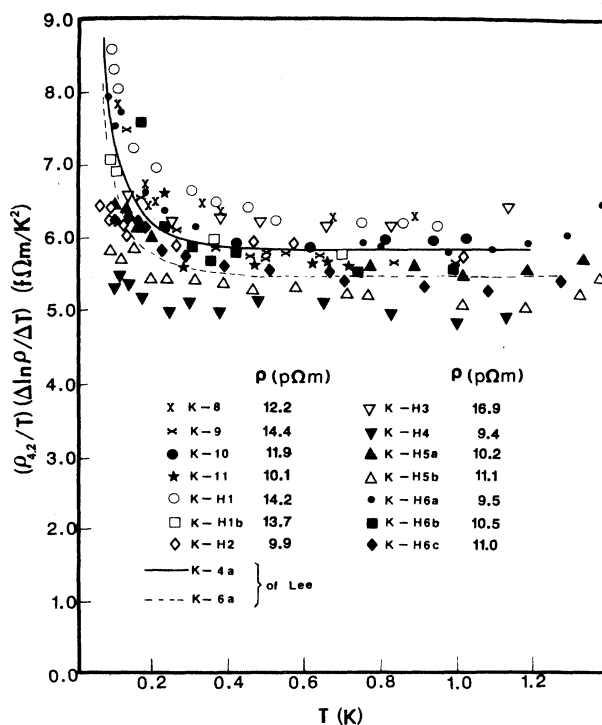 9.0
8.0
7.0
6.0
5.0
4.0
3.0
2.0
1.0
0.0
(ρ4.2/T) (Δlnρ/ΔT) (fΩm/K²)
ρ (pΩm)
K–8 12.2
K–9 14.4
K–10 11.9
K–11 10.1
K–H1 14.2
K–H1b 13.7
K–H2 9.9
K–4a
K–6a
of Lee
ρ (pΩm)
K–H3 16.9
K–H4 9.4
K–H5a 10.2
K–H5b 11.1
K–H6a 9.5
K–H6b 10.5
K–H6c 11.0
0.2 0.4 0.6 0.8 1.0 1.2
T (K)